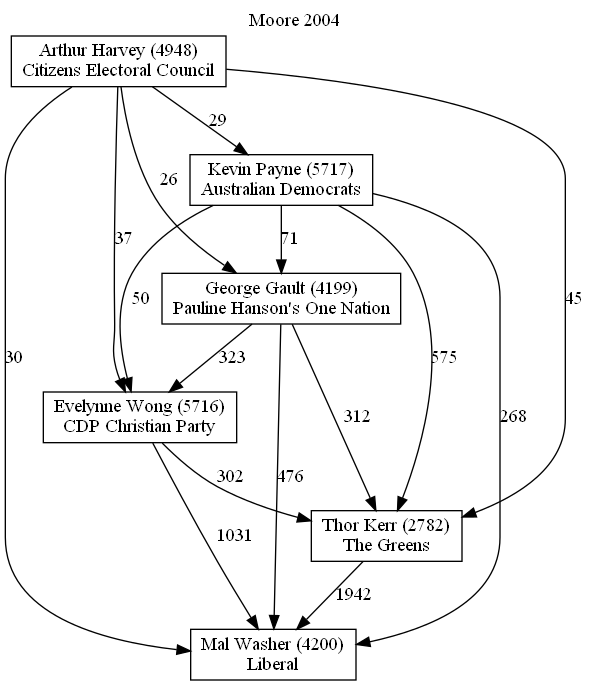 Moore 2004
Arthur Harvey (4948)
Citizens Electoral Council
29
Kevin Payne (5717)
Australian Democrats
26
37
71
50
George Gault (4199)
Pauline Hanson's One Nation
45
30
323
575
Evelynne Wong (5716)
CDP Christian Party
312
268
302
476
Thor Kerr (2782)
The Greens
1031
1942
Mal Washer (4200)
Liberal